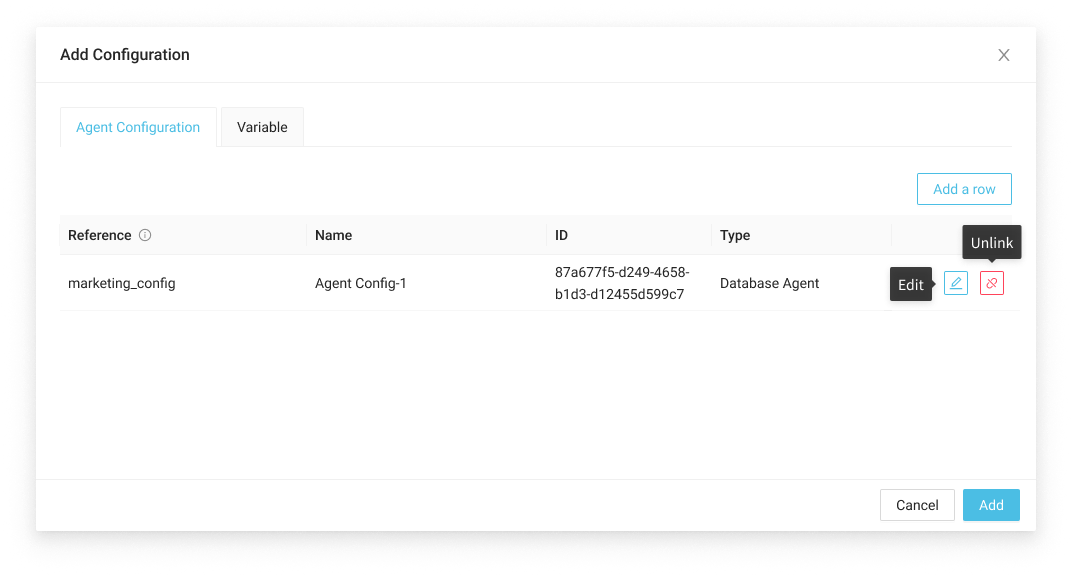 Add Configuration
Agent Configuration
Variable
Add a row
Reference
Name
ID
Type
Unlink
marketing_config
Agent Config-1
87a677f5-d249-4658-
b1d3-d12455d599c7
Database Agent
Edit
Cancel
Add